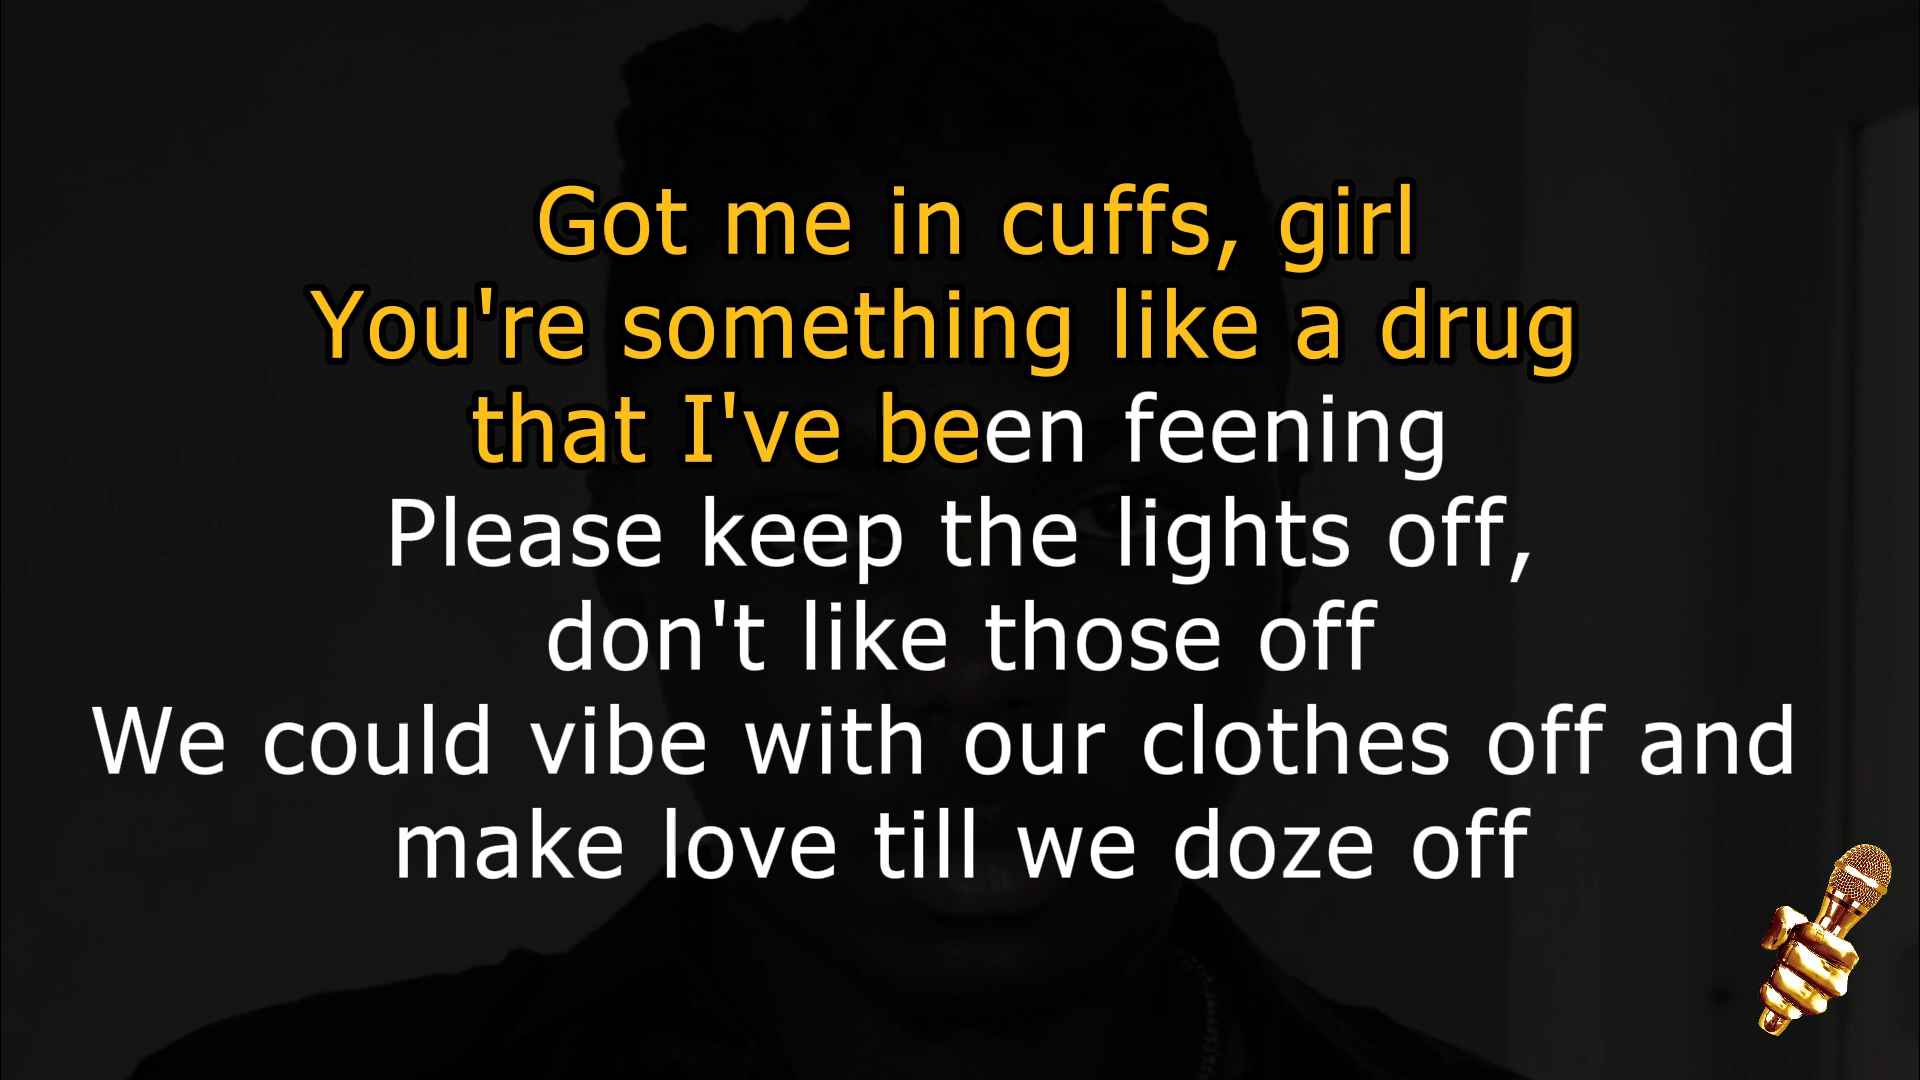 Got me in cuffs, girl
You're something like a drug
that I've been feening
Please keep the lights off,
don't like those off
We could vibe with our clothes off and
make love till we doze off